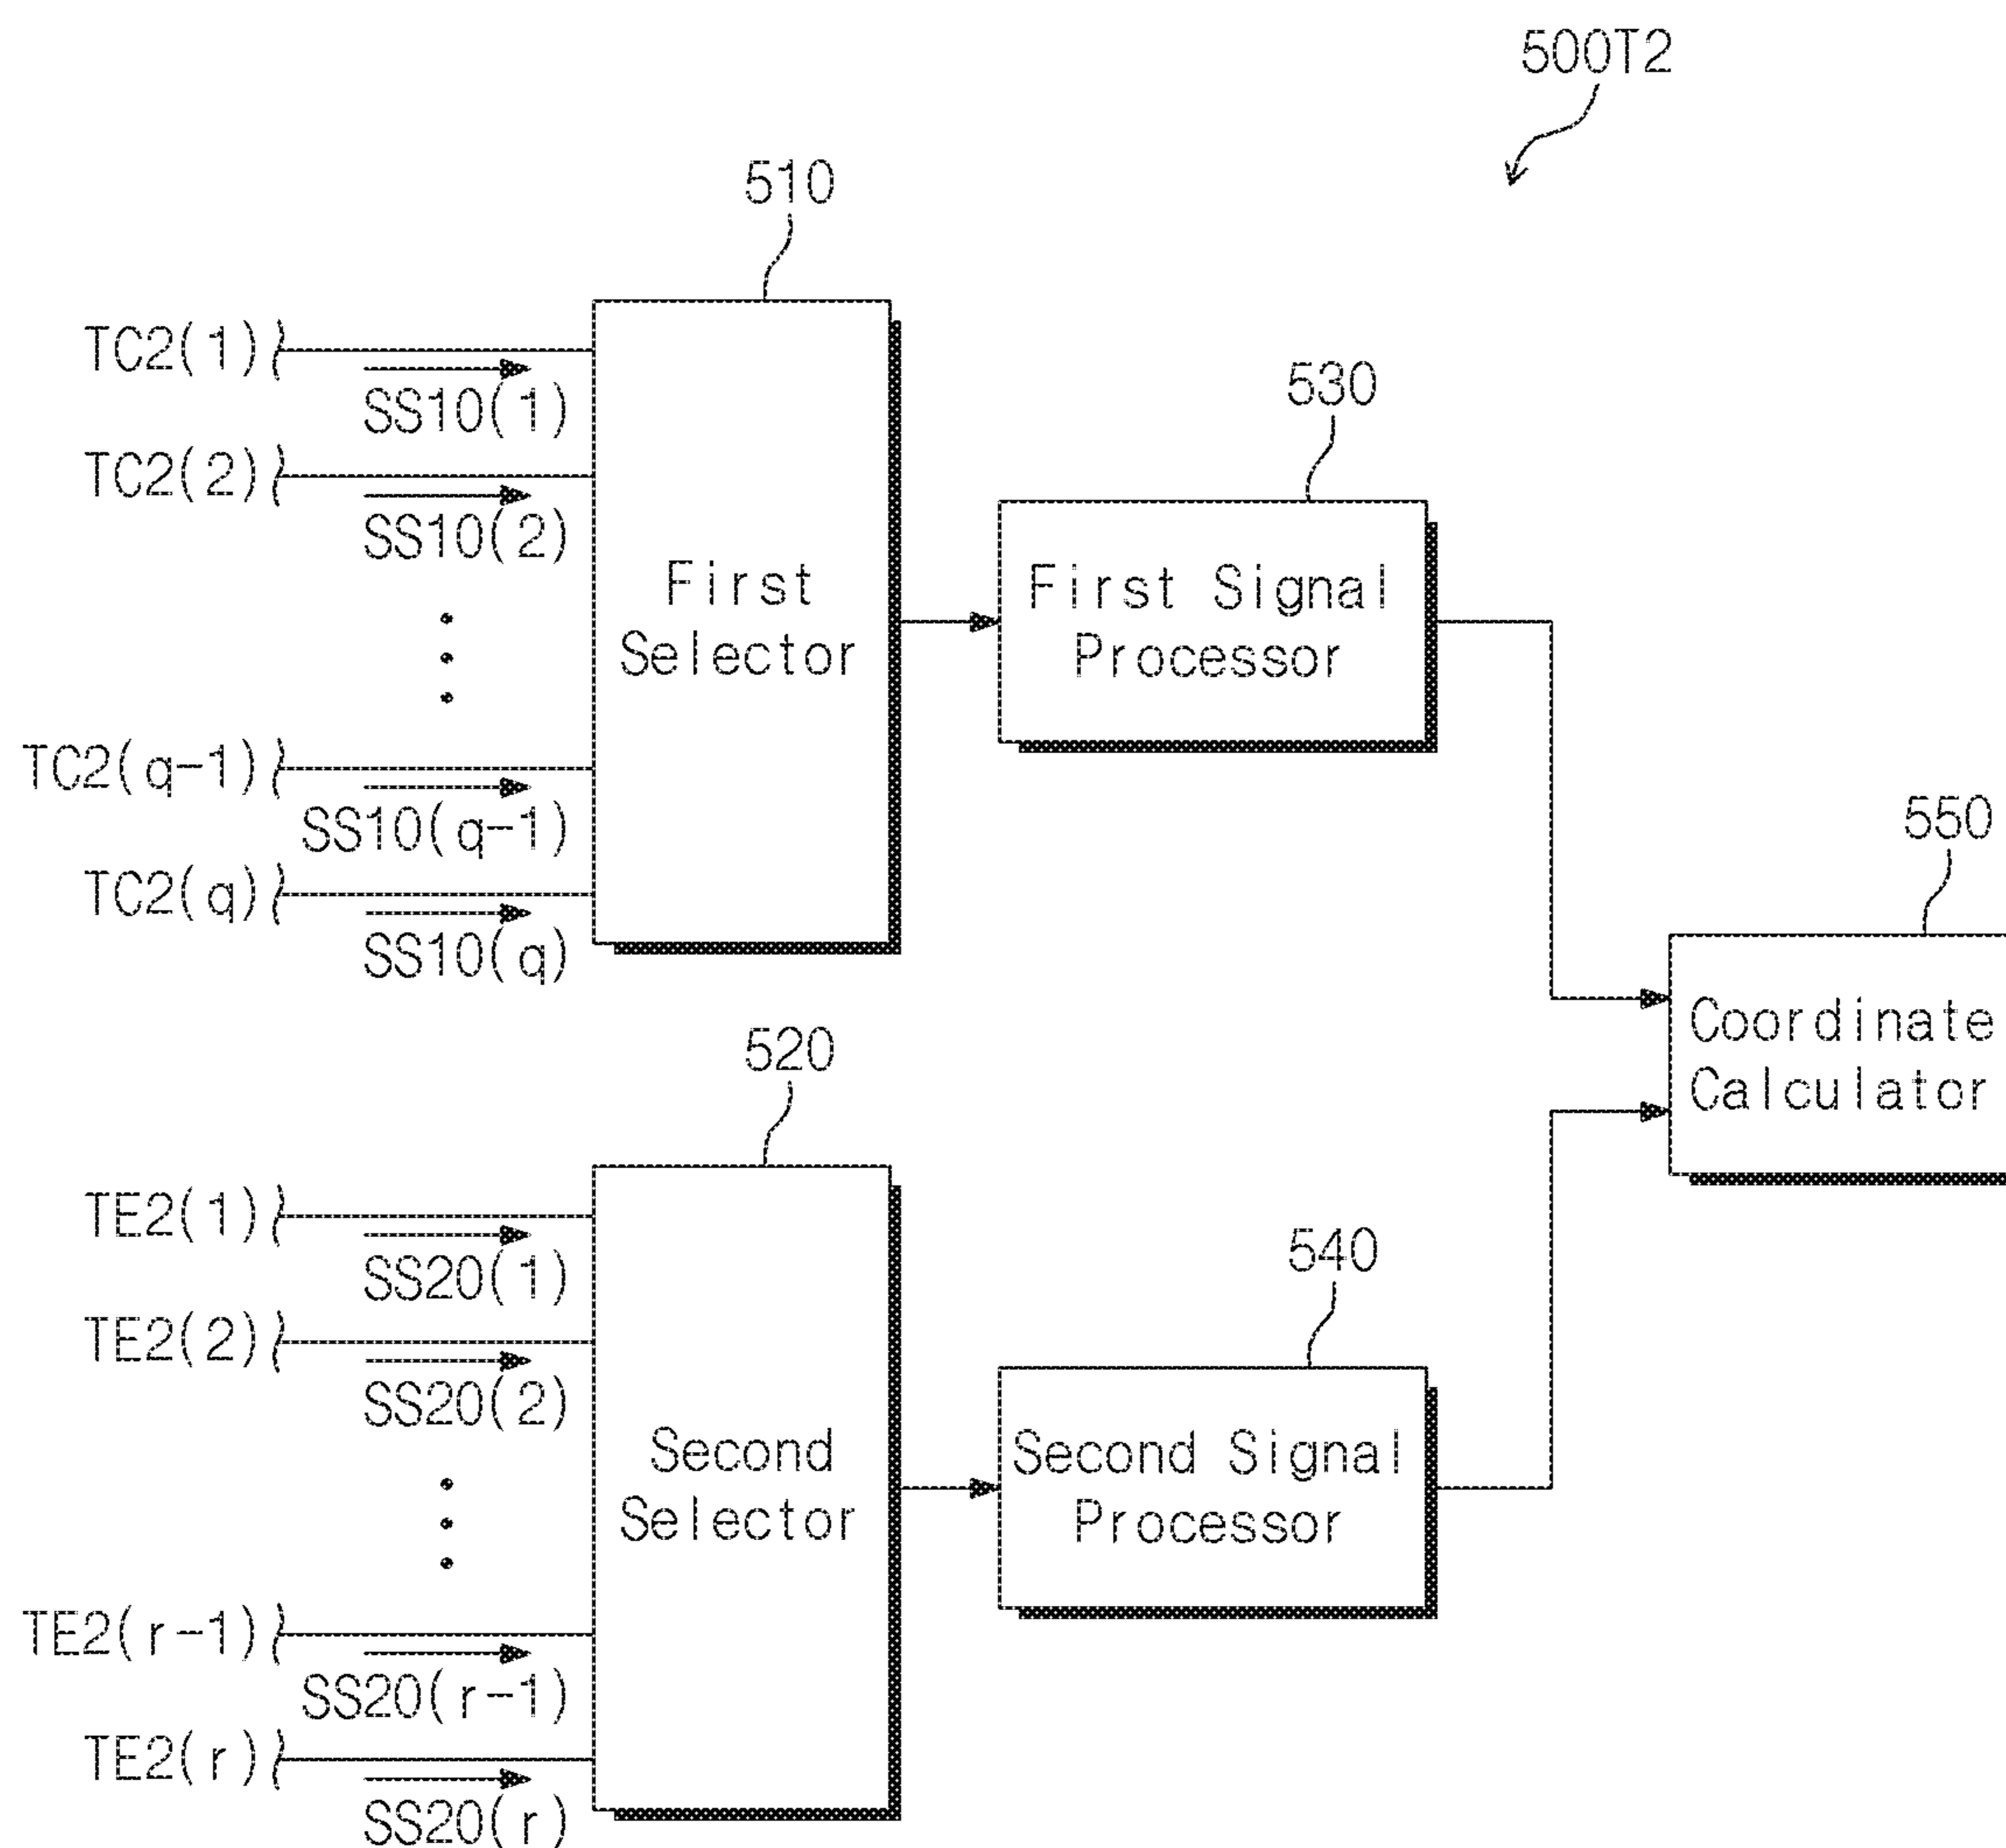 500T2
510
TC2(1)
SS10(1)
TC2(2)
SS10(2)
TC2(q-1)
SS10(q-1)
TC2(q)
SS10(q)
First
Selector
530
First Signal
Processor
550
Coordinate
Calculator
520
TE2(1)
SS20(1)
TE2(2)
SS20(2)
TE2(r-1)
SS20(r-1)
TE2(r)
SS20(r)
Second
Selector
540
Second Signal
Processor